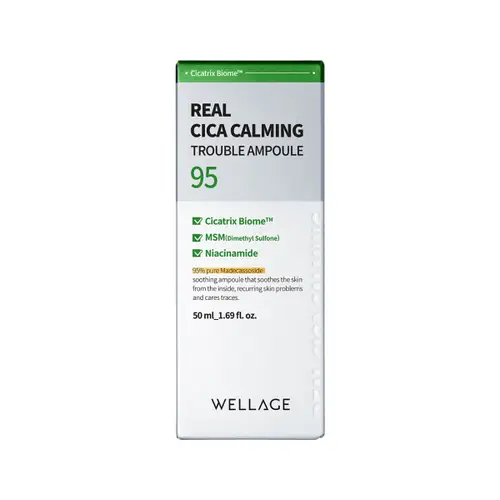 Cicatrix Biome™
REAL
CICA CALMING
TROUBLE AMPOULE
95
Cicatrix Biome™
MSM(Dimethyl Sulfone)
Niacinamide
95% pure Madecassoside
soothing ampoule that soothes the skin
from the inside, recurring skin problems
and cares traces.
50 ml_1.69 fl. oz.
WELLAGE